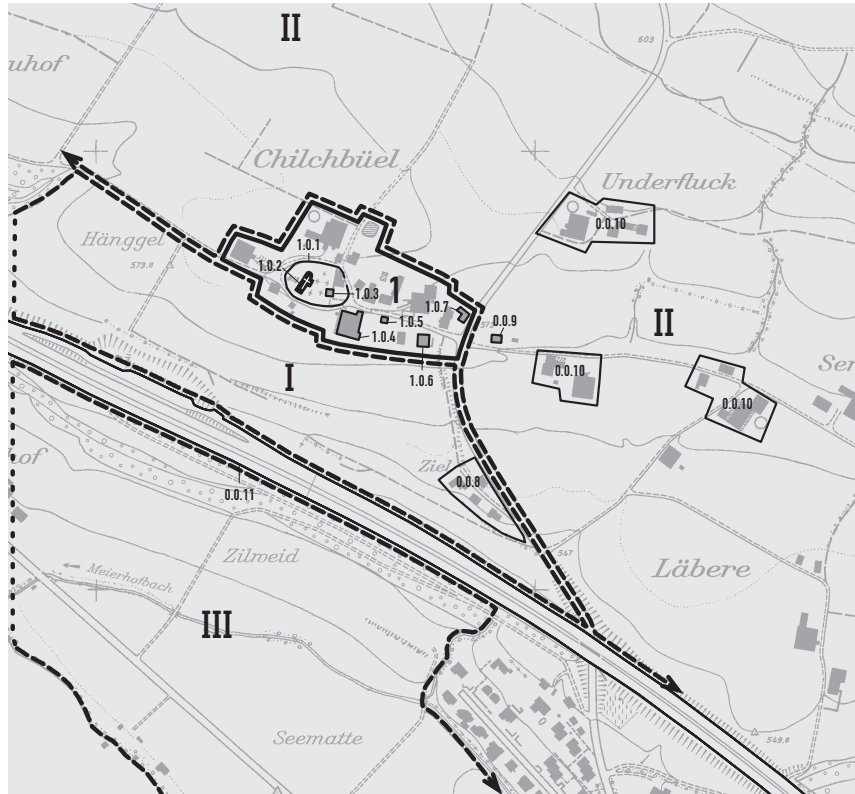 II
603
uhof
Chilchbüel
Underfluck
0.0.10
Hänggel
1.0.1
573.8
1.0.2
1.0.3
1
1.0.7
II
1.0.5
0.0.9
1.0.4
I
1.0.6
0.0.10
Ser
0.0.10
hof
Ziel
0.0.8
0.0.11
547
Zilweid
Läbere
Meierhofbach
III
Seematte
549,8